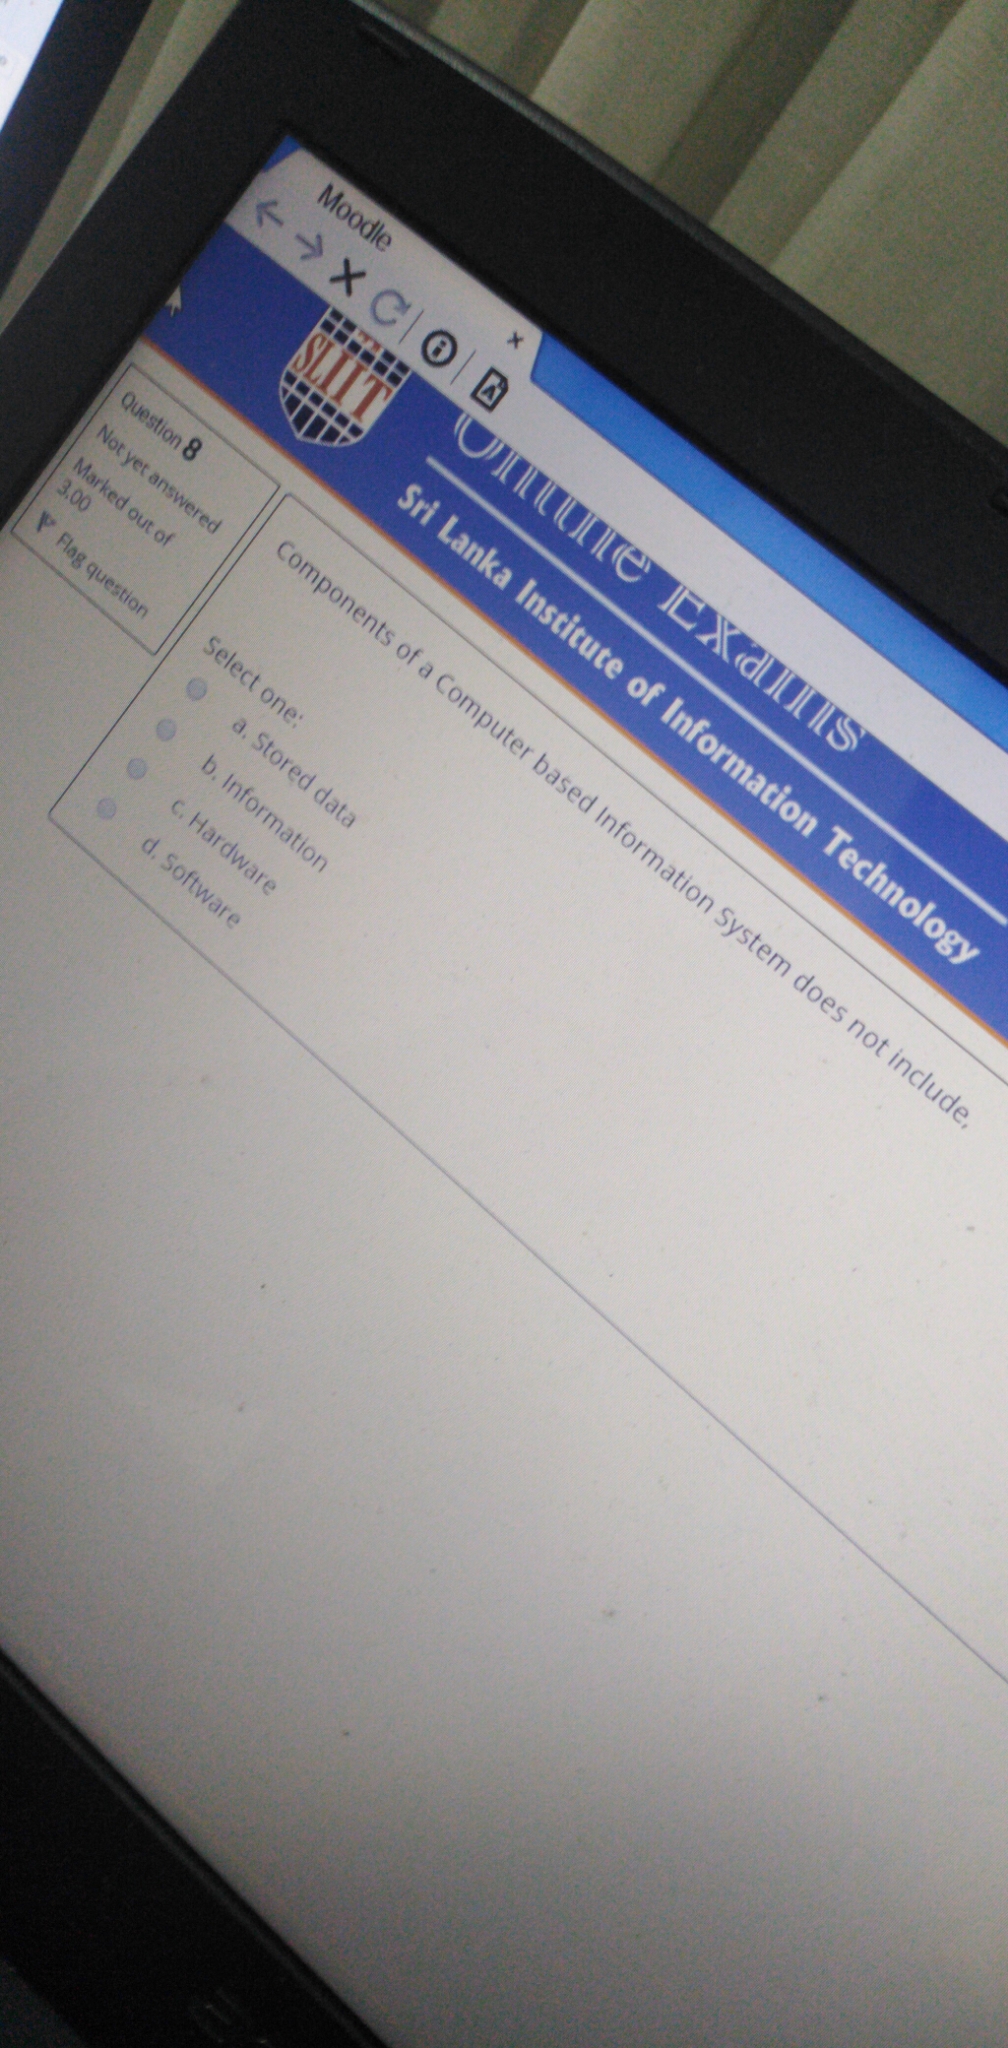 Moodle
SLIIT
Online Exams
Sri Lanka Institute of Information Technology
Question 8
Not yet answered
Marked out of
3.00
Flag question
Components of a Computer based Information System does not include,
Select one:
a. Stored data
b. Information
c. Hardware
d. Software